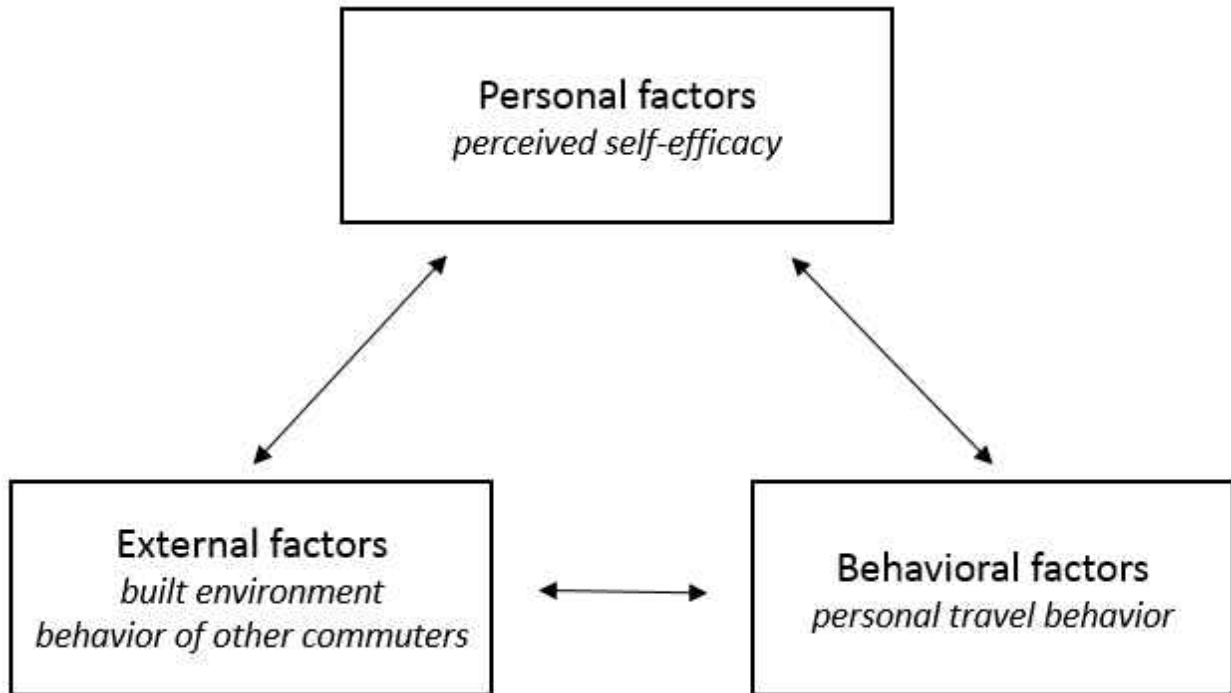 Personal factors
perceived self-efficacy
External factors
built environment
behavior of other commuters
Behavioral factors
personal travel behavior